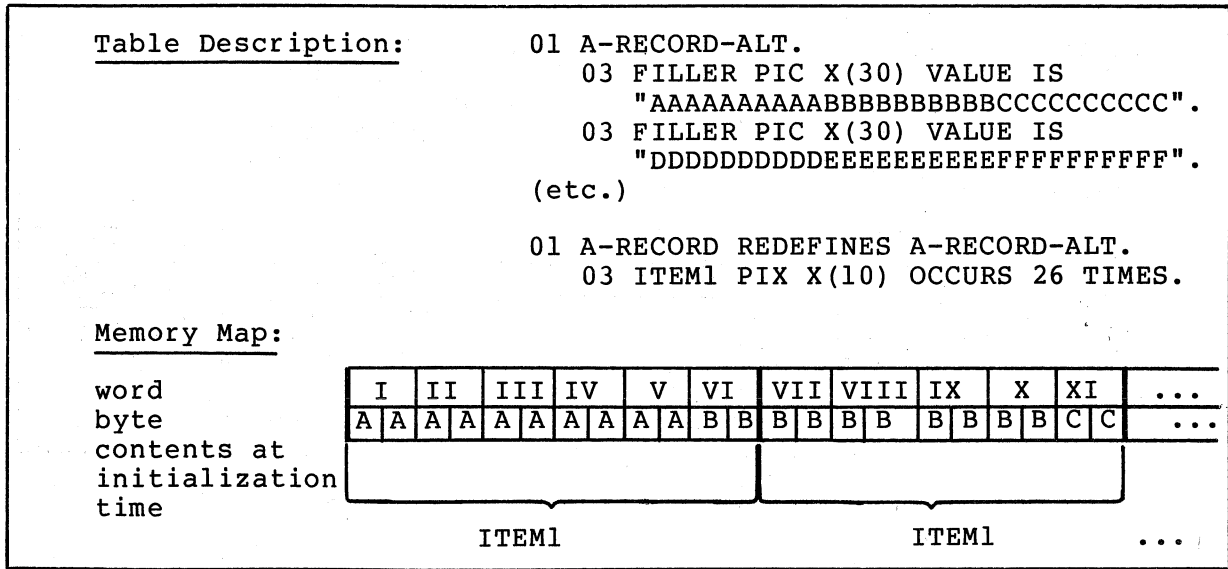 Table Description: 01 A-RECORD-ALT.
03 FILLER PIC X(30) VALUE IS
"AAAAAAAAAABBBBBBBBBBCCCCCCCCCC".
03 FILLER PIC X(30) VALUE IS
"DDDDDDDDDDEEEEEEEEEEFFFFFFFFFF".
(etc.)
01 A-RECORD REDEFINES A-RECORD-ALT.
03 ITEM1 PIX X(10) OCCURS 26 TIMES.
Memory Map:
word I II III IV V VI VII VIII IX X XI ...
byte A A A A A A A A A A B B B B B B B B B B C C ...
contents at
initialization
time
ITEM1 ITEM1 ...